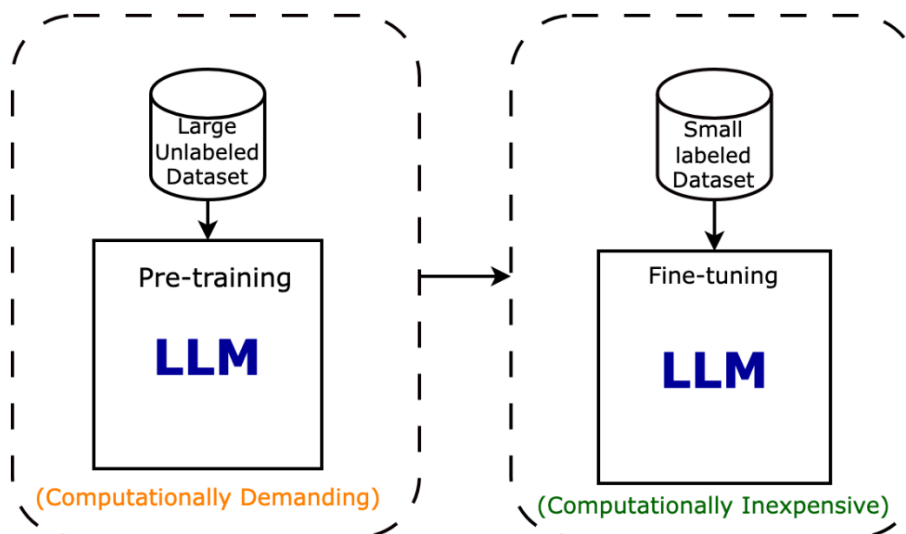 Large
Unlabeled
Dataset
Pre-training
LLM
(Computationally Demanding)
Small
labeled
Dataset
Fine-tuning
LLM
(Computationally Inexpensive)